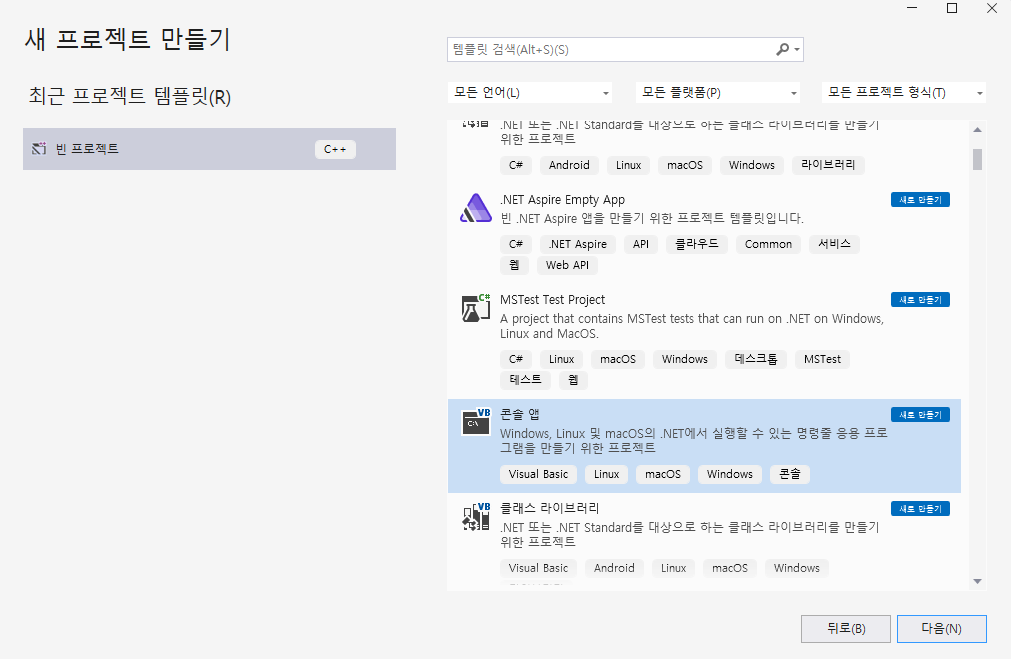 새 프로젝트 만들기
최근 프로젝트 템플릿(R)
빈 프로젝트 C++
템플릿 검색(Alt+S)(S)
모든 언어(L) 모든 플랫폼(P) 모든 프로젝트 형식(T)
.NET 또는 .NET Standard를 대상으로 하는 클래스 라이브러리를 만들기
위한 프로젝트
C# Android Linux macOS Windows 라이브러리
.NET Aspire Empty App 새로 만들기
빈 .NET Aspire 앱을 만들기 위한 프로젝트 템플릿입니다.
C# .NET Aspire API 클라우드 Common 서비스
웹 Web API
C#
MSTest Test Project 새로 만들기
A project that contains MSTest tests that can run on .NET on Windows,
Linux and MacOS.
C# Linux macOS Windows 데스크톱 MSTest
테스트 웹
VB
C:\
콘솔 앱 새로 만들기
Windows, Linux 및 macOS의 .NET에서 실행할 수 있는 명령줄 응용 프로
그램을 만들기 위한 프로젝트
Visual Basic Linux macOS Windows 콘솔
VB
클래스 라이브러리 새로 만들기
.NET 또는 .NET Standard를 대상으로 하는 클래스 라이브러리를 만들기
위한 프로젝트
Visual Basic Android Linux macOS Windows
뒤로(B) 다음(N)